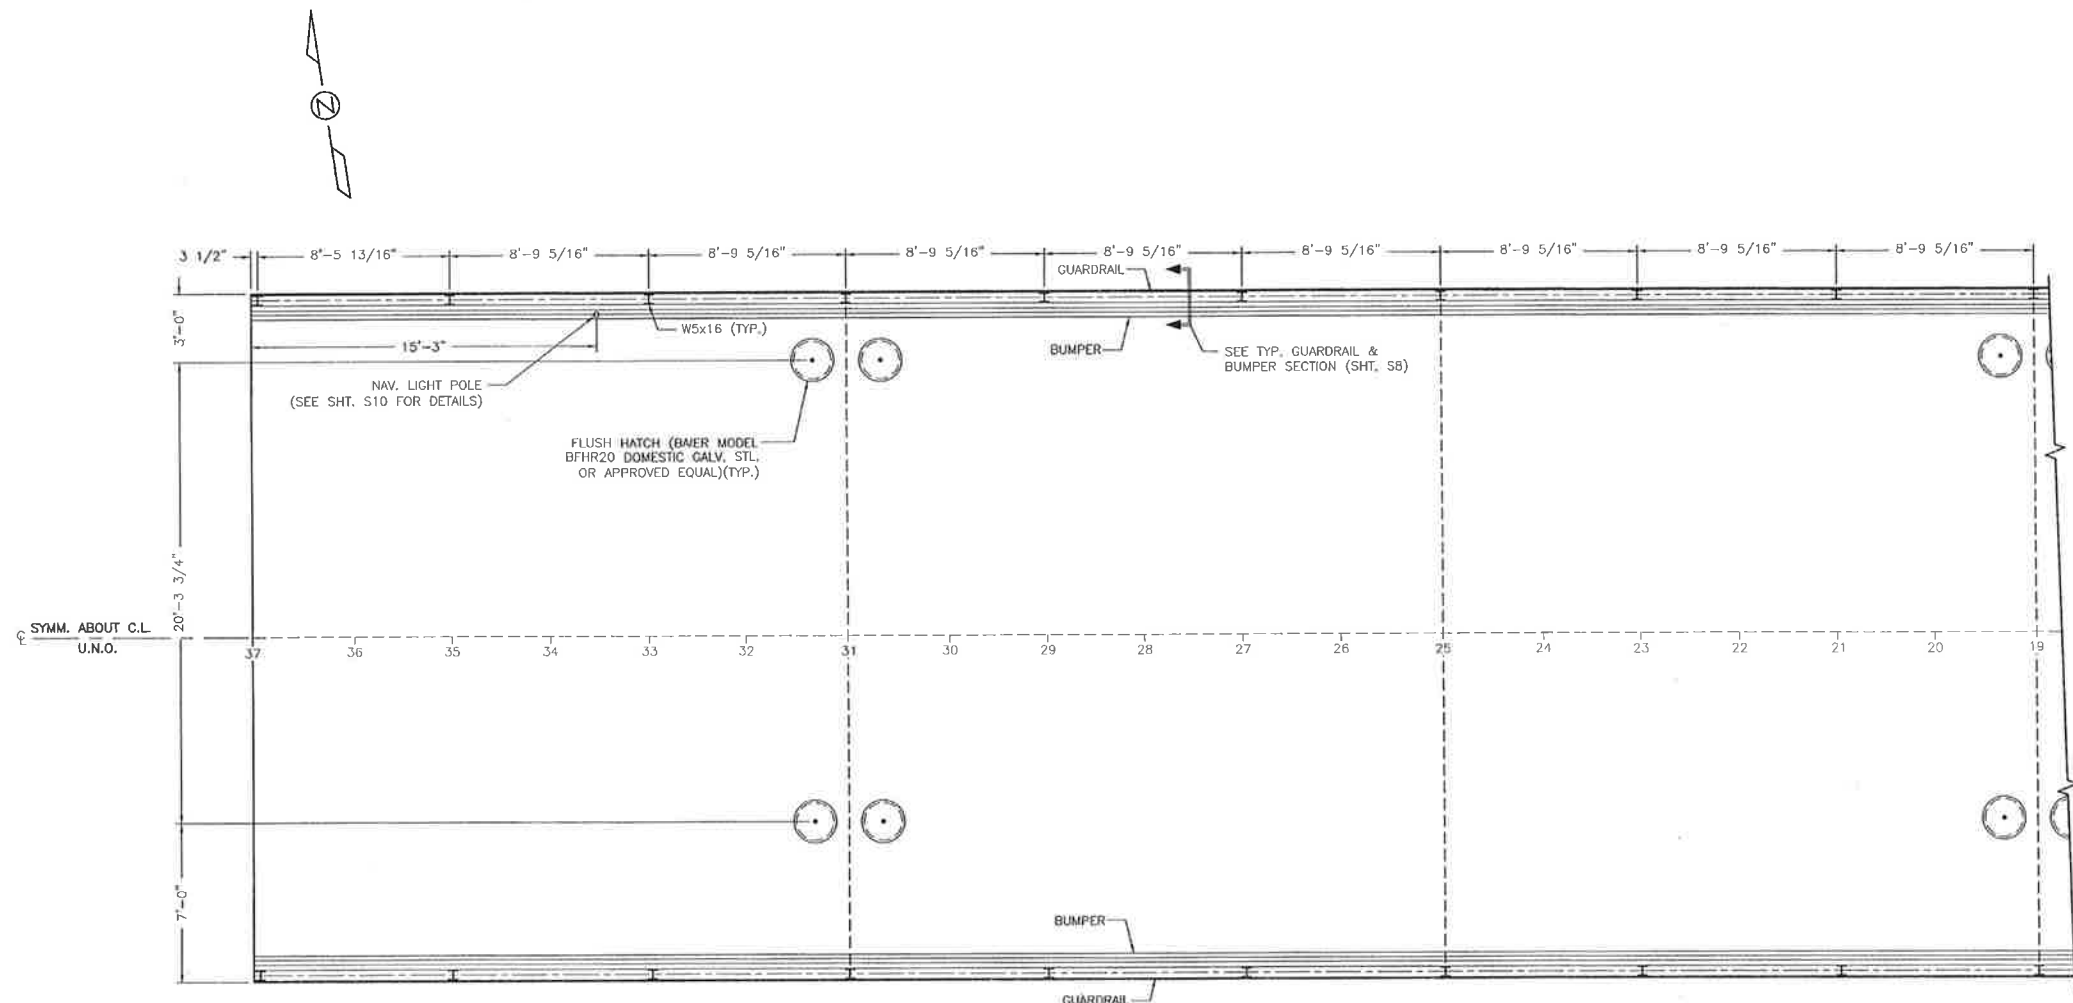 N
3 1/2"
8'-5 13/16"
8'-9 5/16"
8'-9 5/16"
8'-9 5/16"
8'-9 5/16"
8'-9 5/16"
8'-9 5/16"
8'-9 5/16"
8'-9 5/16"
GUARDRAIL
3'-0"
W5x16 (TYP.)
15'-3"
BUMPER
SEE TYP. GUARDRAIL &
BUMPER SECTION (SHT. S8)
NAV. LIGHT POLE
(SEE SHT. S10 FOR DETAILS)
FLUSH HATCH (BAIER MODEL
BFHR20 DOMESTIC GALV. STL.
OR APPROVED EQUAL)(TYP.)
20'-3 3/4"
℄ SYMM. ABOUT C.L.
U.N.O.
37 36 35 34 33 32 31 30 29 28 27 26 25 24 23 22 21 20 19
7'-0"
BUMPER
GUARDRAIL